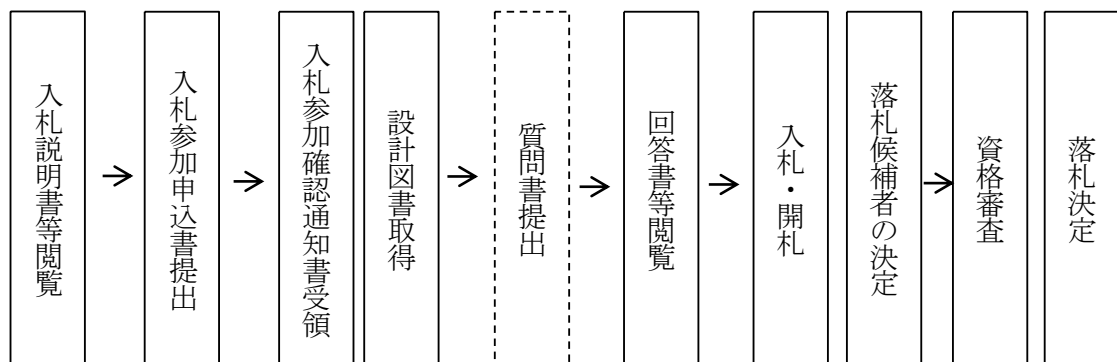 入札説明書等閲覧
入札参加申込書提出
入札参加確認通知書受領
設計図書取得
質問書提出
回答書等閲覧
入札・開札
落札候補者の決定
資格審査
落札決定